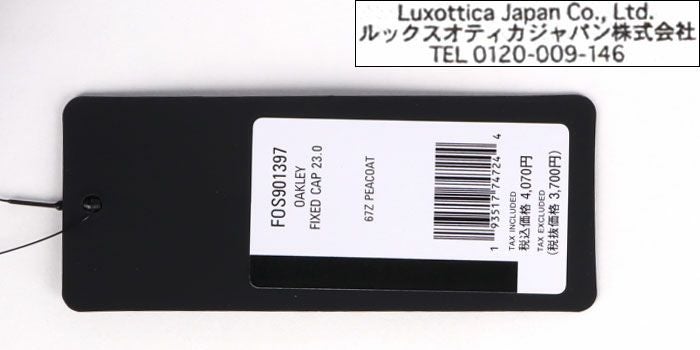 Luxottica Japan Co., Ltd.
ルックスオティカジャパン株式会社
TEL 0120-009-146
FOS901397
OAKLEY
FIXED CAP 23.0
67Z PEACOAT
1 93517 74724 4
TAX INCLUDED
税込価格 4,070円
TAX EXCLUDED
(税抜価格 3,700円)